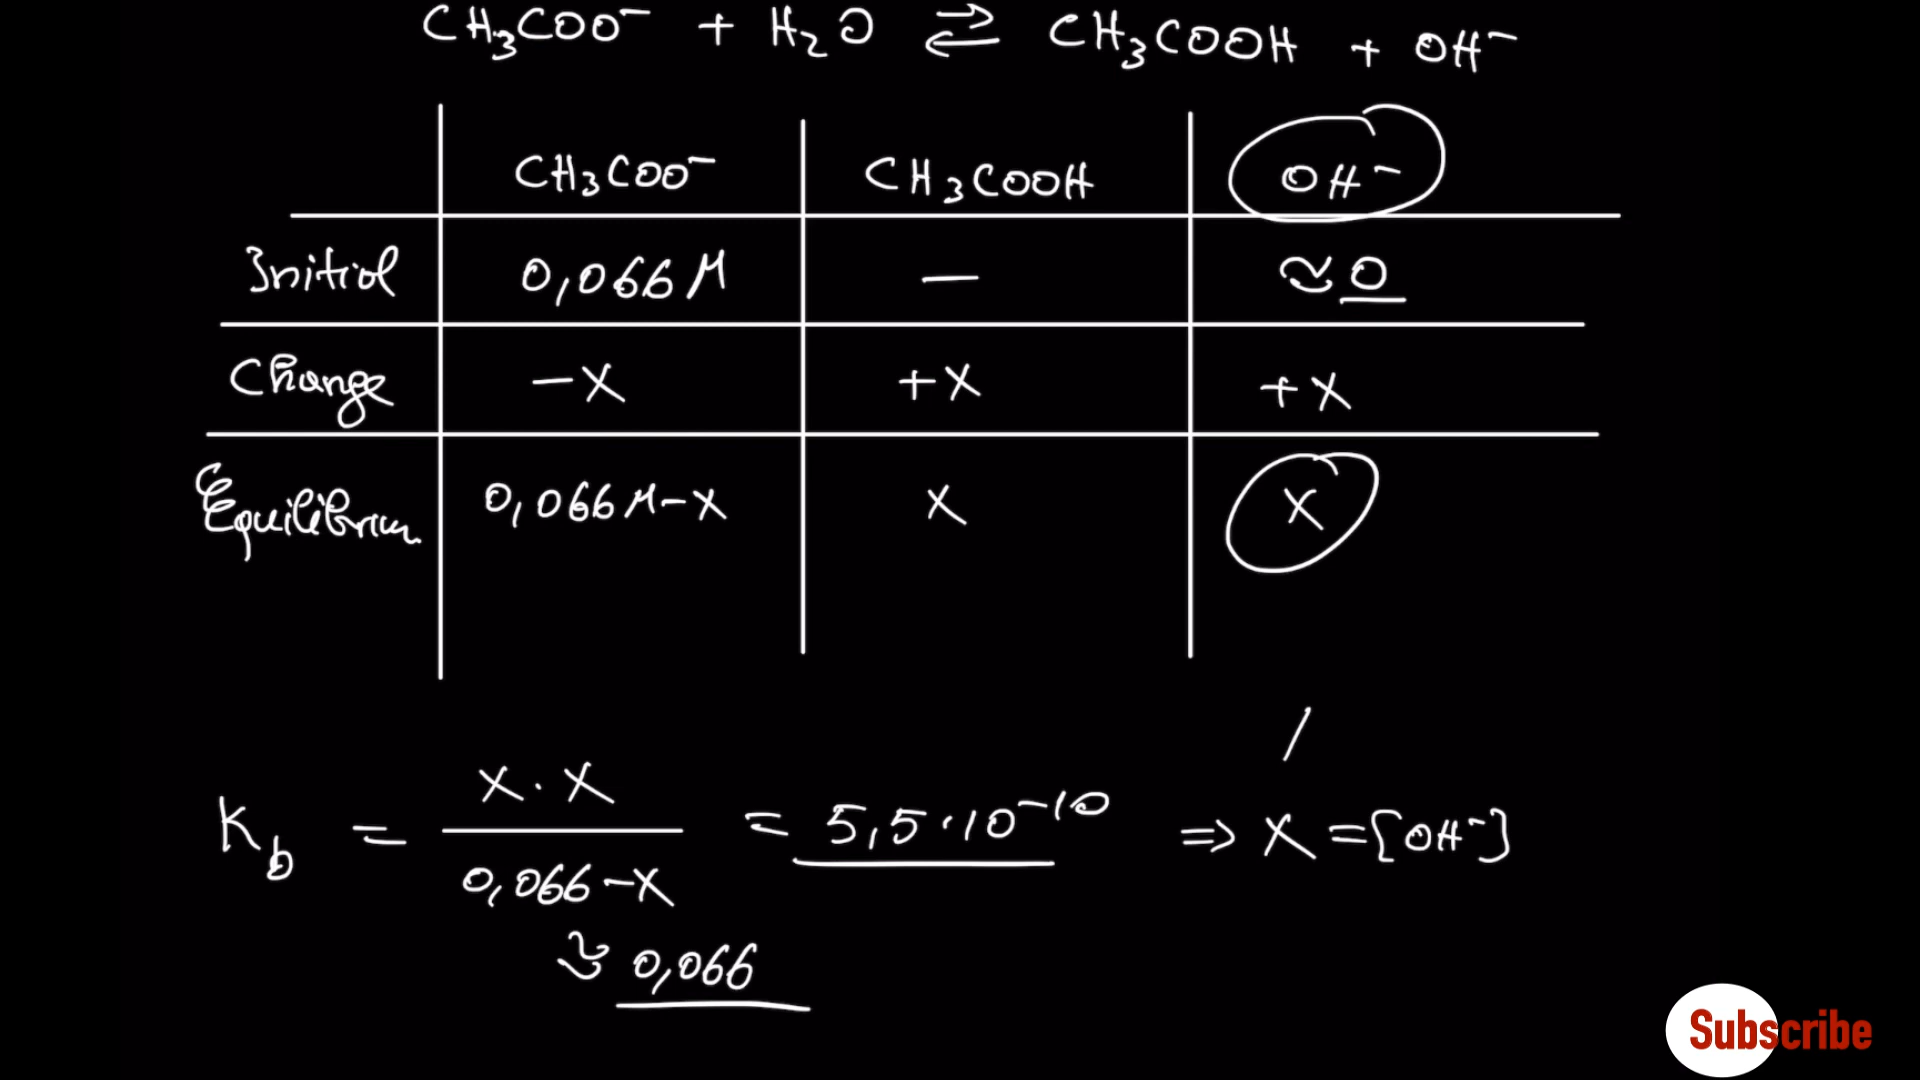 CH₃COO⁻ + H₂O ⇄ CH₃COOH + OH⁻
CH₃COO⁻ CH₃COOH OH⁻
Initial 0,066 M — ≈ 0
Change −X +X +X
Equilibrium 0,066 M−X X X
K_b = X·X / 0,066−X = 5,5·10⁻¹⁰ ⇒ X = [OH⁻]
≈ 0,066
Subscribe